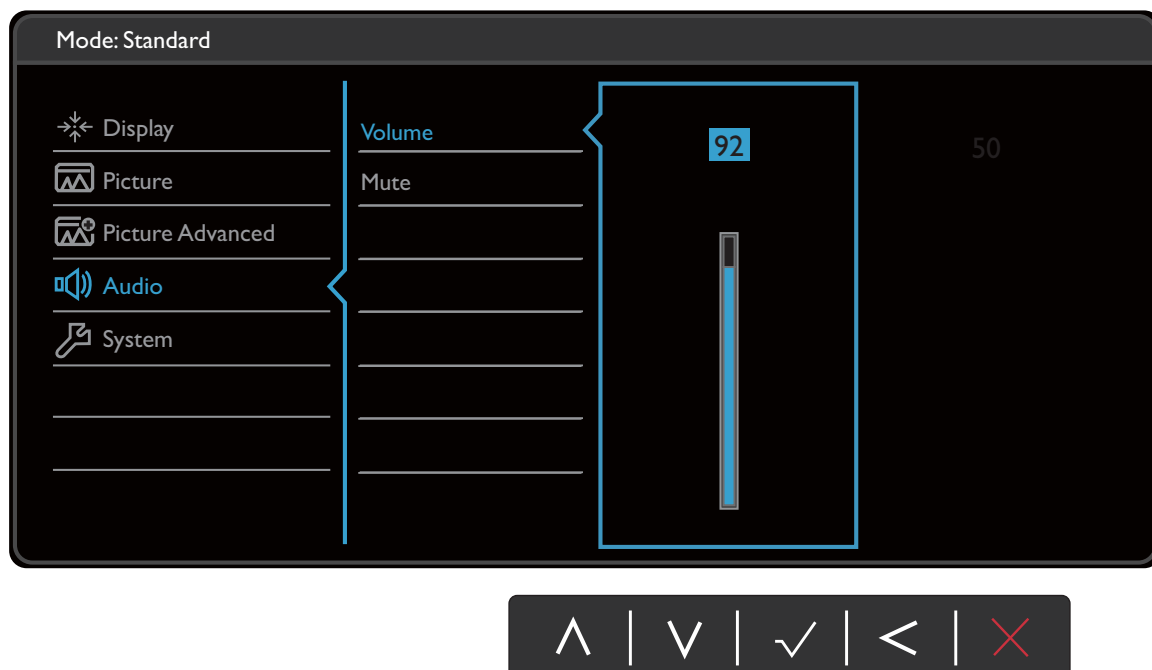 Mode: Standard
Display
Picture
Picture Advanced
Audio
System
Volume
Mute
92
50